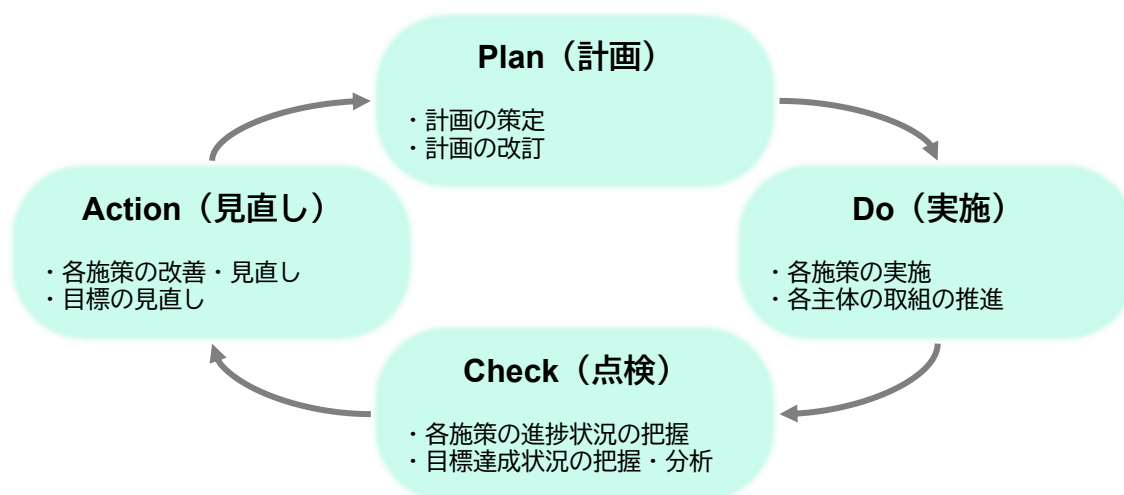 Plan（計画）
・計画の策定
・計画の改訂
Action（見直し）
・各施策の改善・見直し
・目標の見直し
Do（実施）
・各施策の実施
・各主体の取組の推進
Check（点検）
・各施策の進捗状況の把握
・目標達成状況の把握・分析